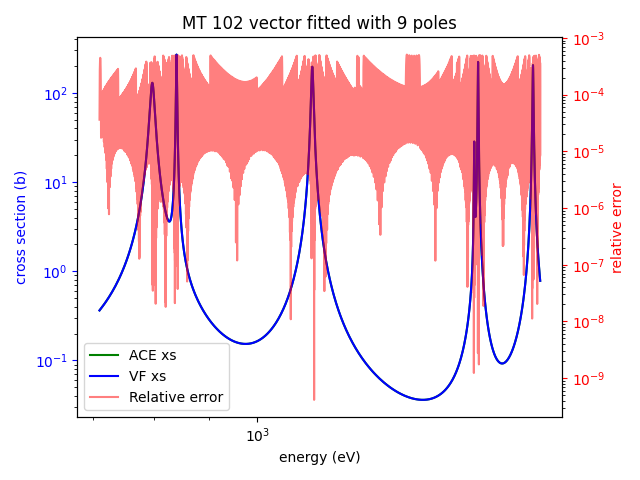 MT 102 vector fitted with 9 poles
cross section (b)
10²
10¹
10⁰
10⁻¹
10⁻³
10⁻⁴
10⁻⁵
10⁻⁶
10⁻⁷
10⁻⁸
10⁻⁹
relative error
ACE xs
VF xs
Relative error
10³
energy (eV)